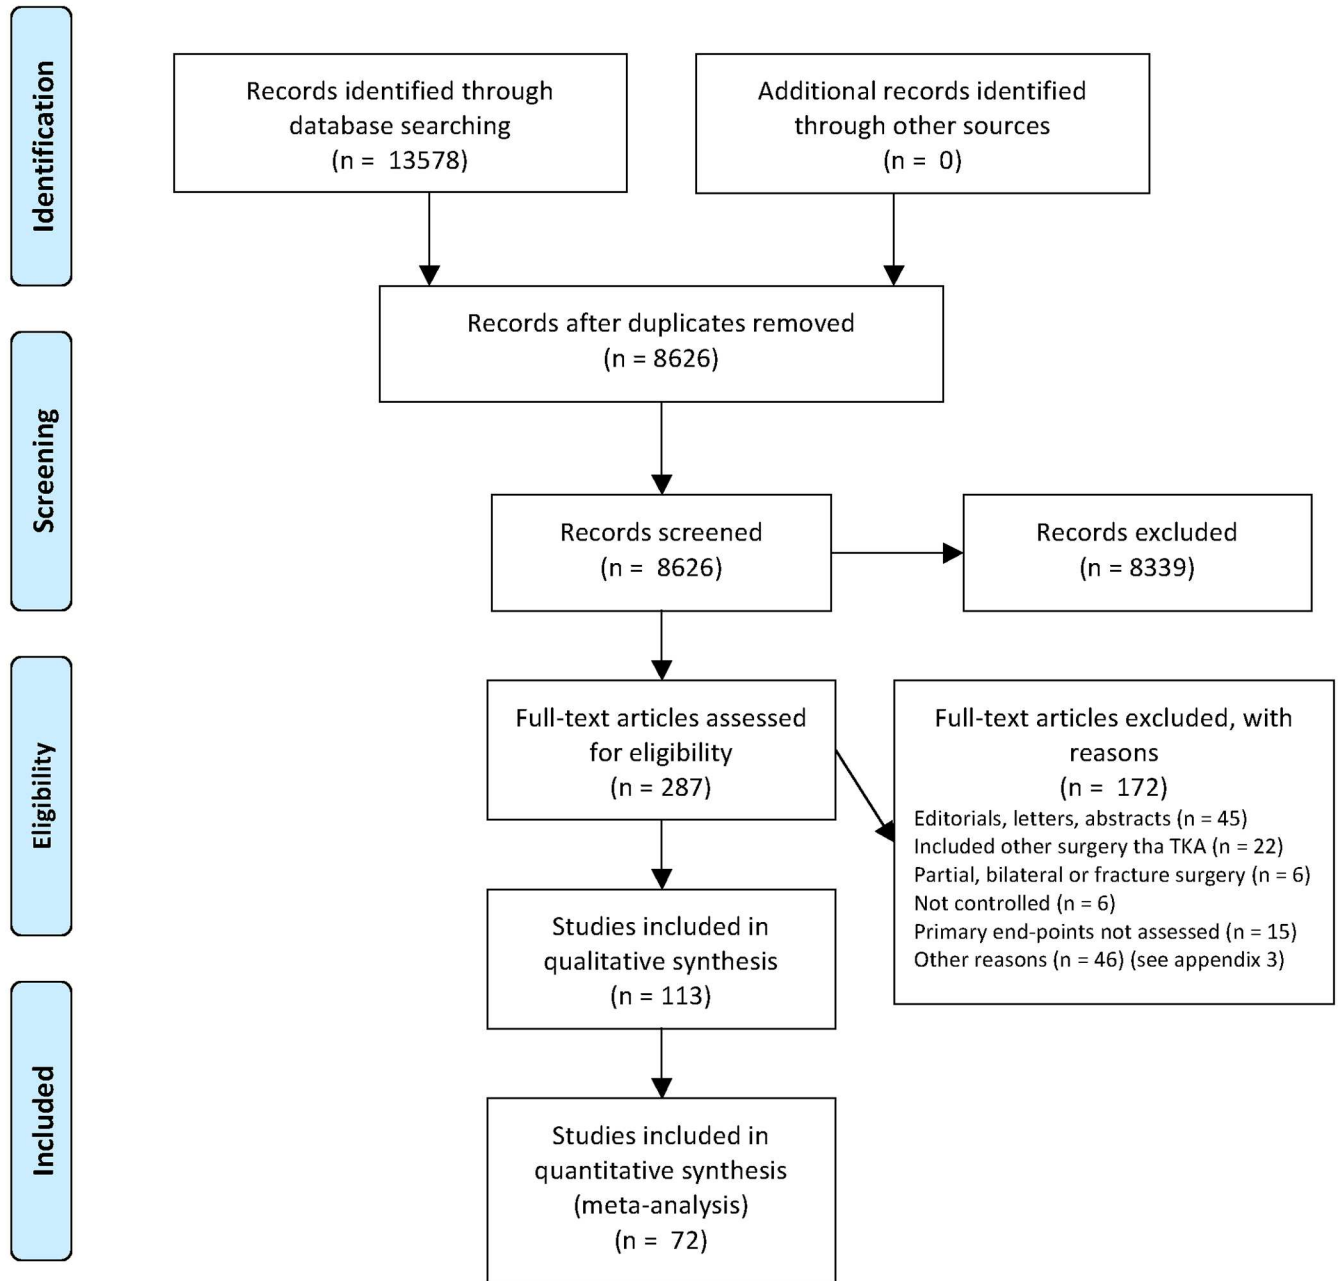 Identification
Records identified through
database searching
(n = 13578)
Additional records identified
through other sources
(n = 0)
Records after duplicates removed
(n = 8626)
Screening
Records screened
(n = 8626)
Records excluded
(n = 8339)
Eligibility
Full-text articles assessed
for eligibility
(n = 287)
Full-text articles excluded, with
reasons
(n = 172)
Editorials, letters, abstracts (n = 45)
Included other surgery tha TKA (n = 22)
Partial, bilateral or fracture surgery (n = 6)
Not controlled (n = 6)
Primary end-points not assessed (n = 15)
Other reasons (n = 46) (see appendix 3)
Studies included in
qualitative synthesis
(n = 113)
Included
Studies included in
quantitative synthesis
(meta-analysis)
(n = 72)